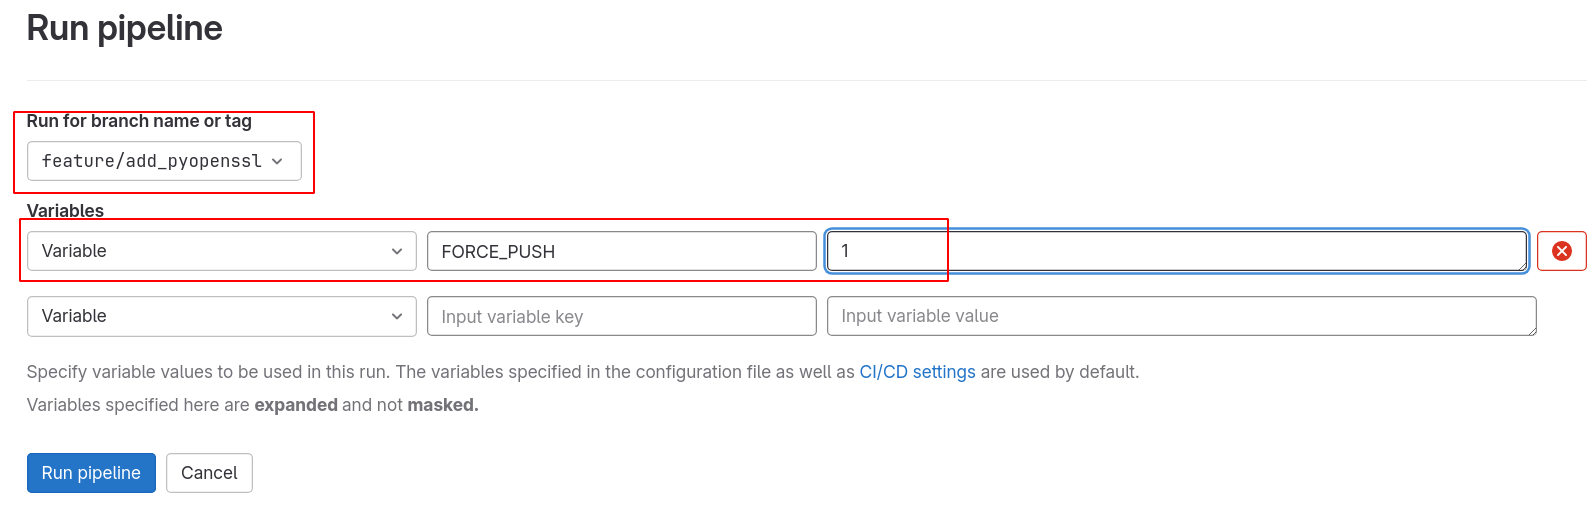 Run pipeline
Run for branch name or tag
feature/add_pyopenssl
Variables
Variable FORCE_PUSH 1
Variable Input variable key Input variable value
Specify variable values to be used in this run. The variables specified in the configuration file as well as CI/CD settings are used by default.
Variables specified here are expanded and not masked.
Run pipeline Cancel